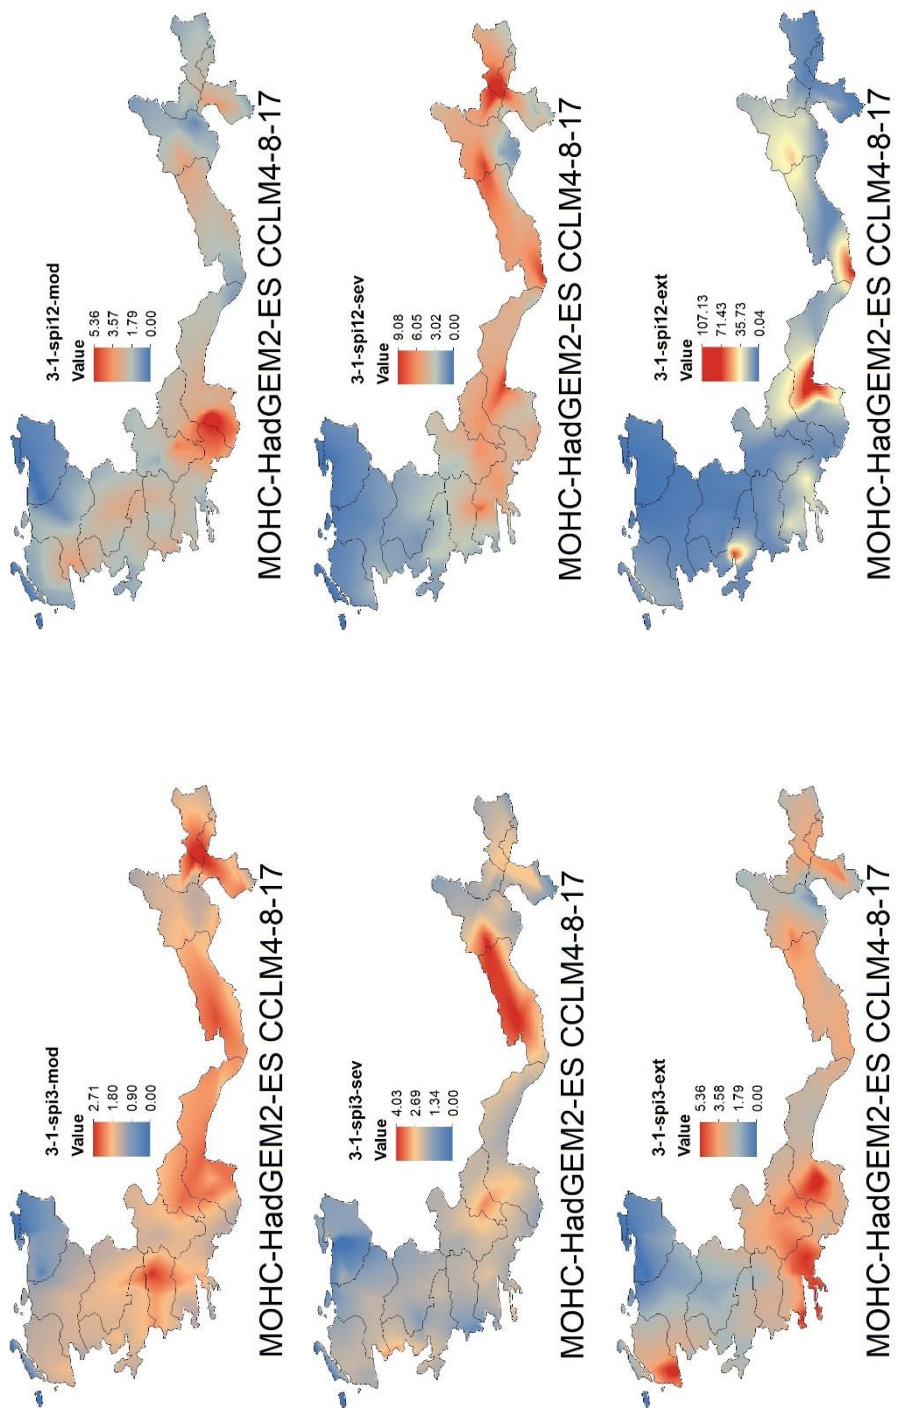 3-1-spi3-mod
Value
2.71
1.80
0.90
0.00
MOHC-HadGEM2-ES CCLM4-8-17
3-1-spi12-mod
Value
5.36
3.57
1.79
0.00
MOHC-HadGEM2-ES CCLM4-8-17
3-1-spi3-sev
Value
4.03
2.69
1.34
0.00
MOHC-HadGEM2-ES CCLM4-8-17
3-1-spi12-sev
Value
9.08
6.05
3.02
0.00
MOHC-HadGEM2-ES CCLM4-8-17
3-1-spi3-ext
Value
5.36
3.58
1.79
0.00
MOHC-HadGEM2-ES CCLM4-8-17
3-1-spi12-ext
Value
107.13
71.43
35.73
0.04
MOHC-HadGEM2-ES CCLM4-8-17